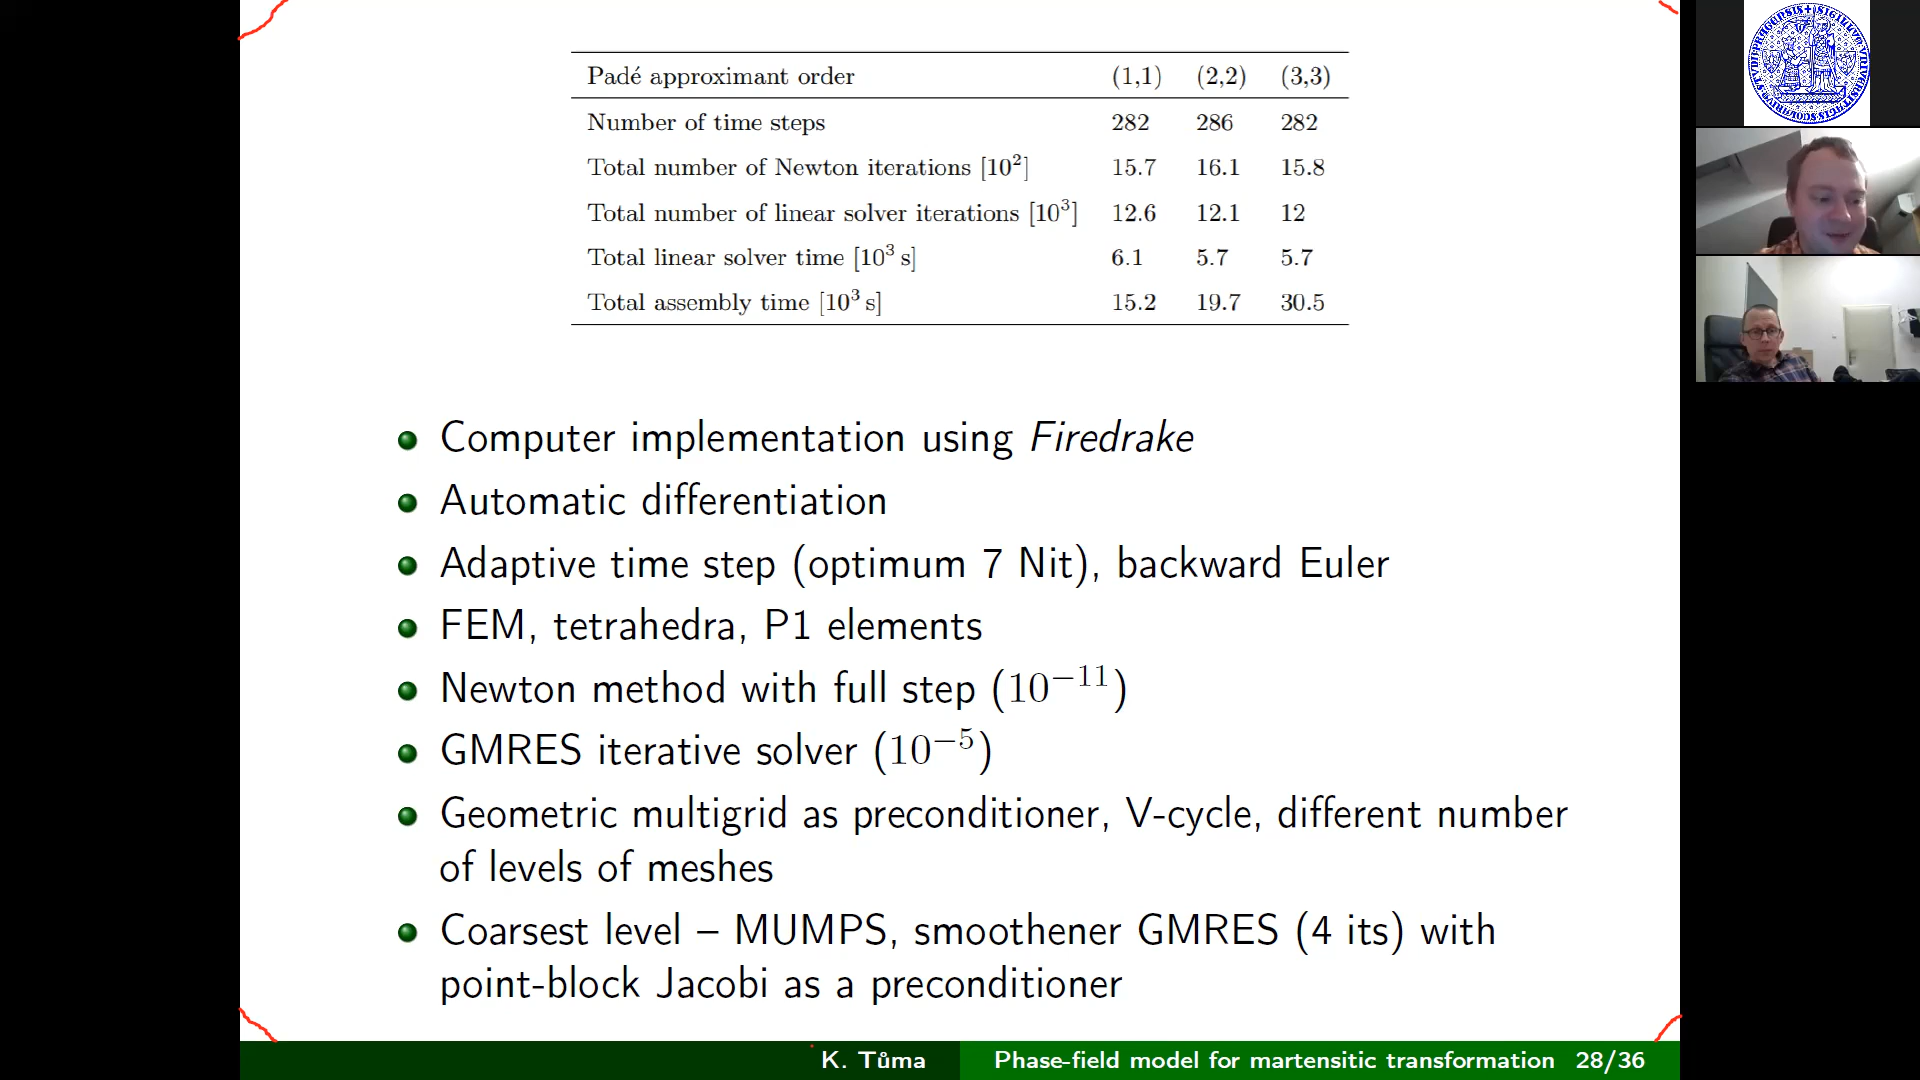 Padé approximant order (1,1) (2,2) (3,3)
Number of time steps 282 286 282
Total number of Newton iterations [10²] 15.7 16.1 15.8
Total number of linear solver iterations [10³] 12.6 12.1 12
Total linear solver time [10³ s] 6.1 5.7 5.7
Total assembly time [10³ s] 15.2 19.7 30.5
Computer implementation using Firedrake
Automatic differentiation
Adaptive time step (optimum 7 Nit), backward Euler
FEM, tetrahedra, P1 elements
Newton method with full step (10⁻¹¹)
GMRES iterative solver (10⁻⁵)
Geometric multigrid as preconditioner, V-cycle, different number
of levels of meshes
Coarsest level – MUMPS, smoothener GMRES (4 its) with
point-block Jacobi as a preconditioner
K. Tůma Phase-field model for martensitic transformation 28/36